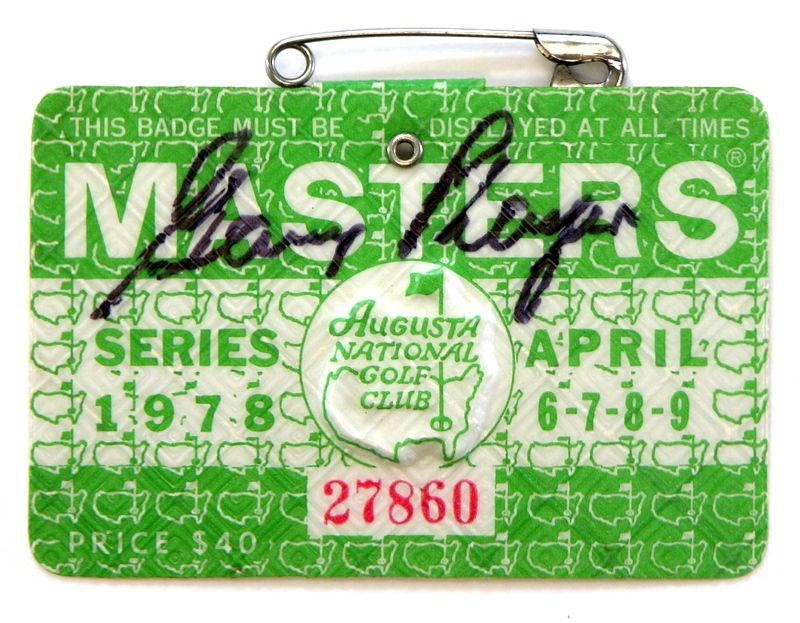 THIS BADGE MUST BE DISPLAYED AT ALL TIMES
MASTERS®
Gary Player
SERIES
1978
AUGUSTA
NATIONAL
GOLF
CLUB
APRIL
6-7-8-9
27860
PRICE $40